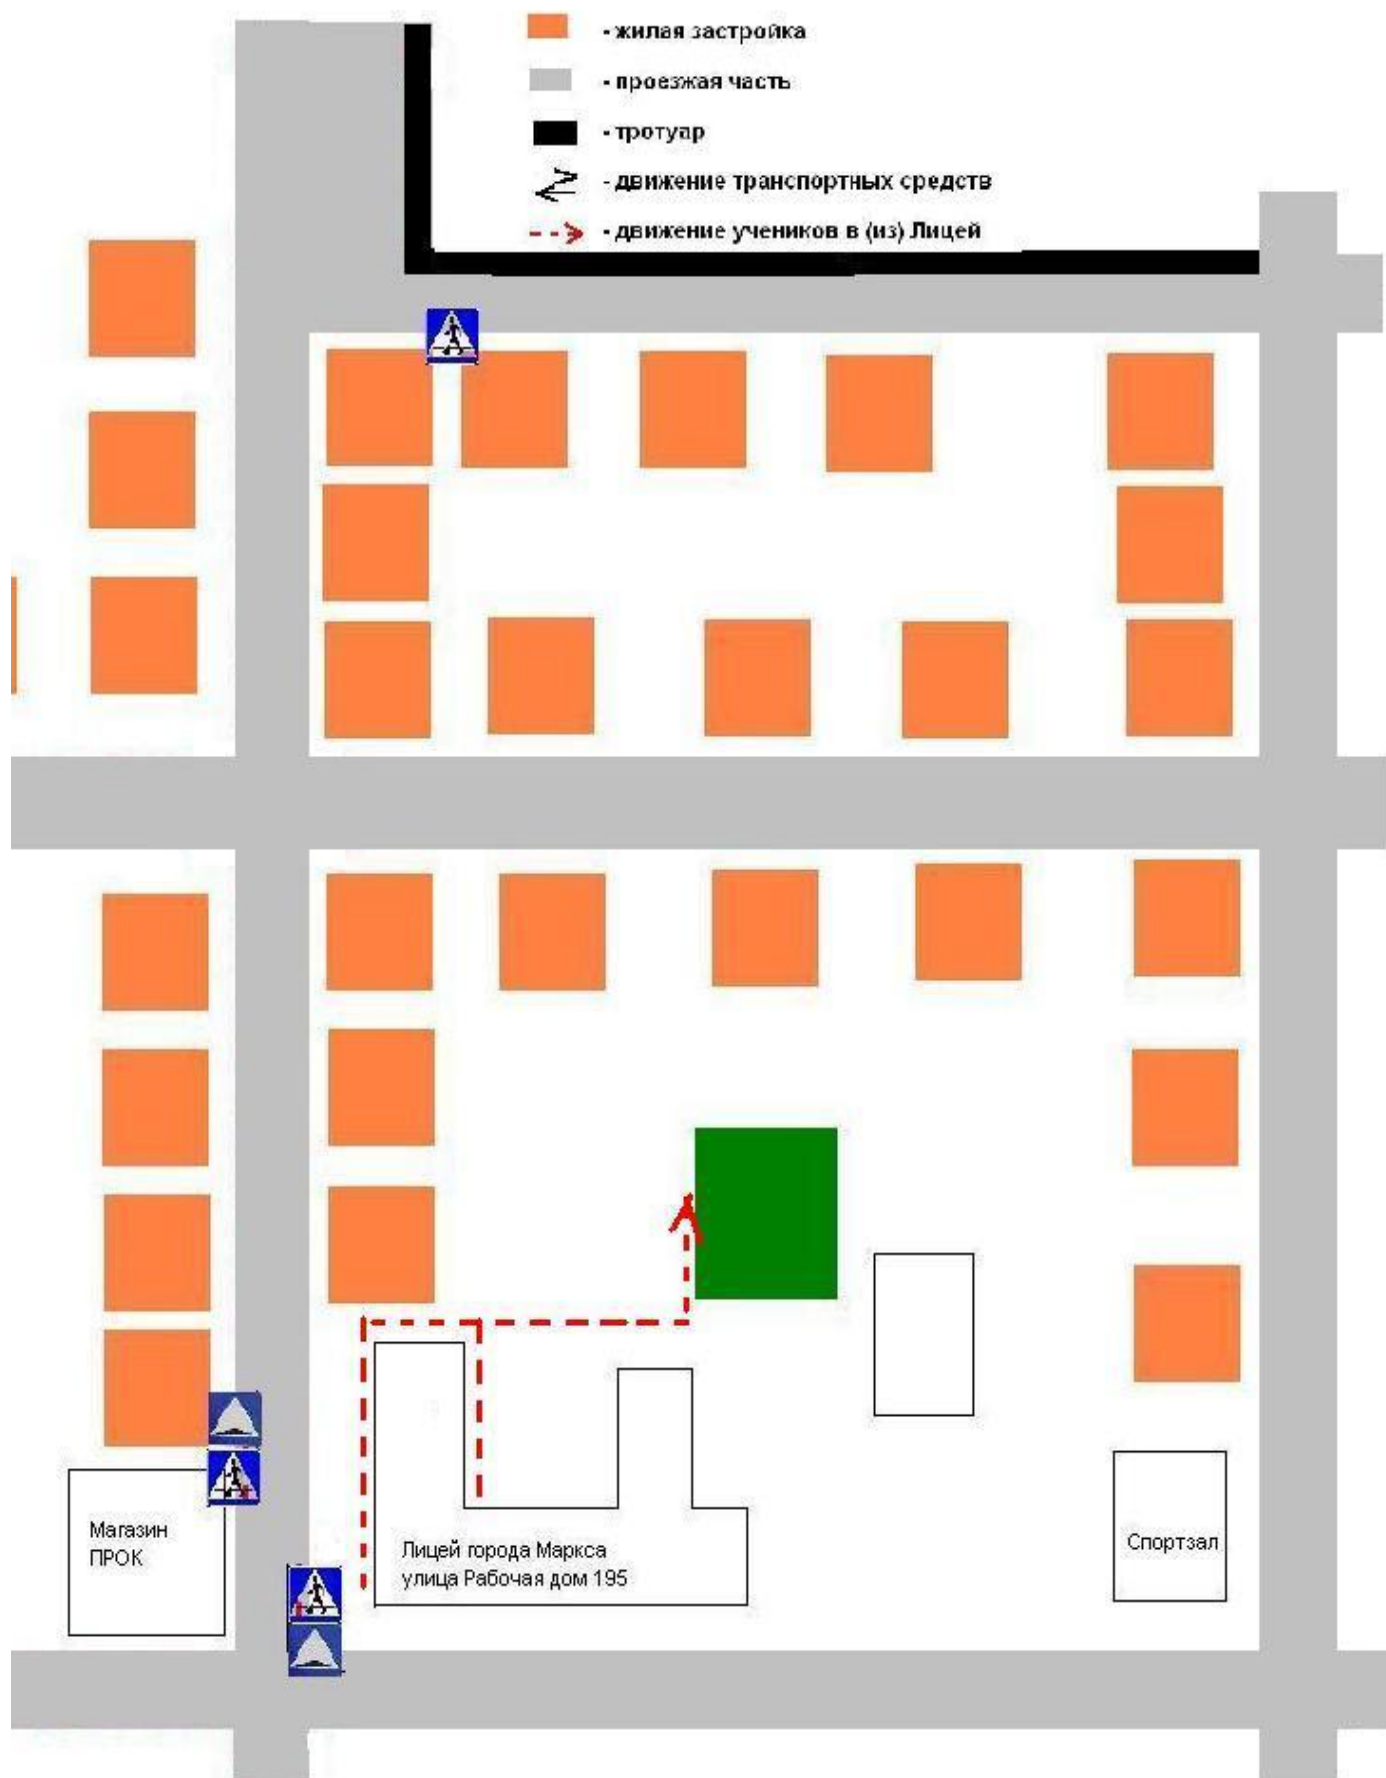 - жилая застройка
- проезжая часть
- тротуар
- движение транспортных средств
- движение учеников в (из) Лицей
Магазин
ПРОК
Лицей города Маркса
улица Рабочая дом 195
Спортзал